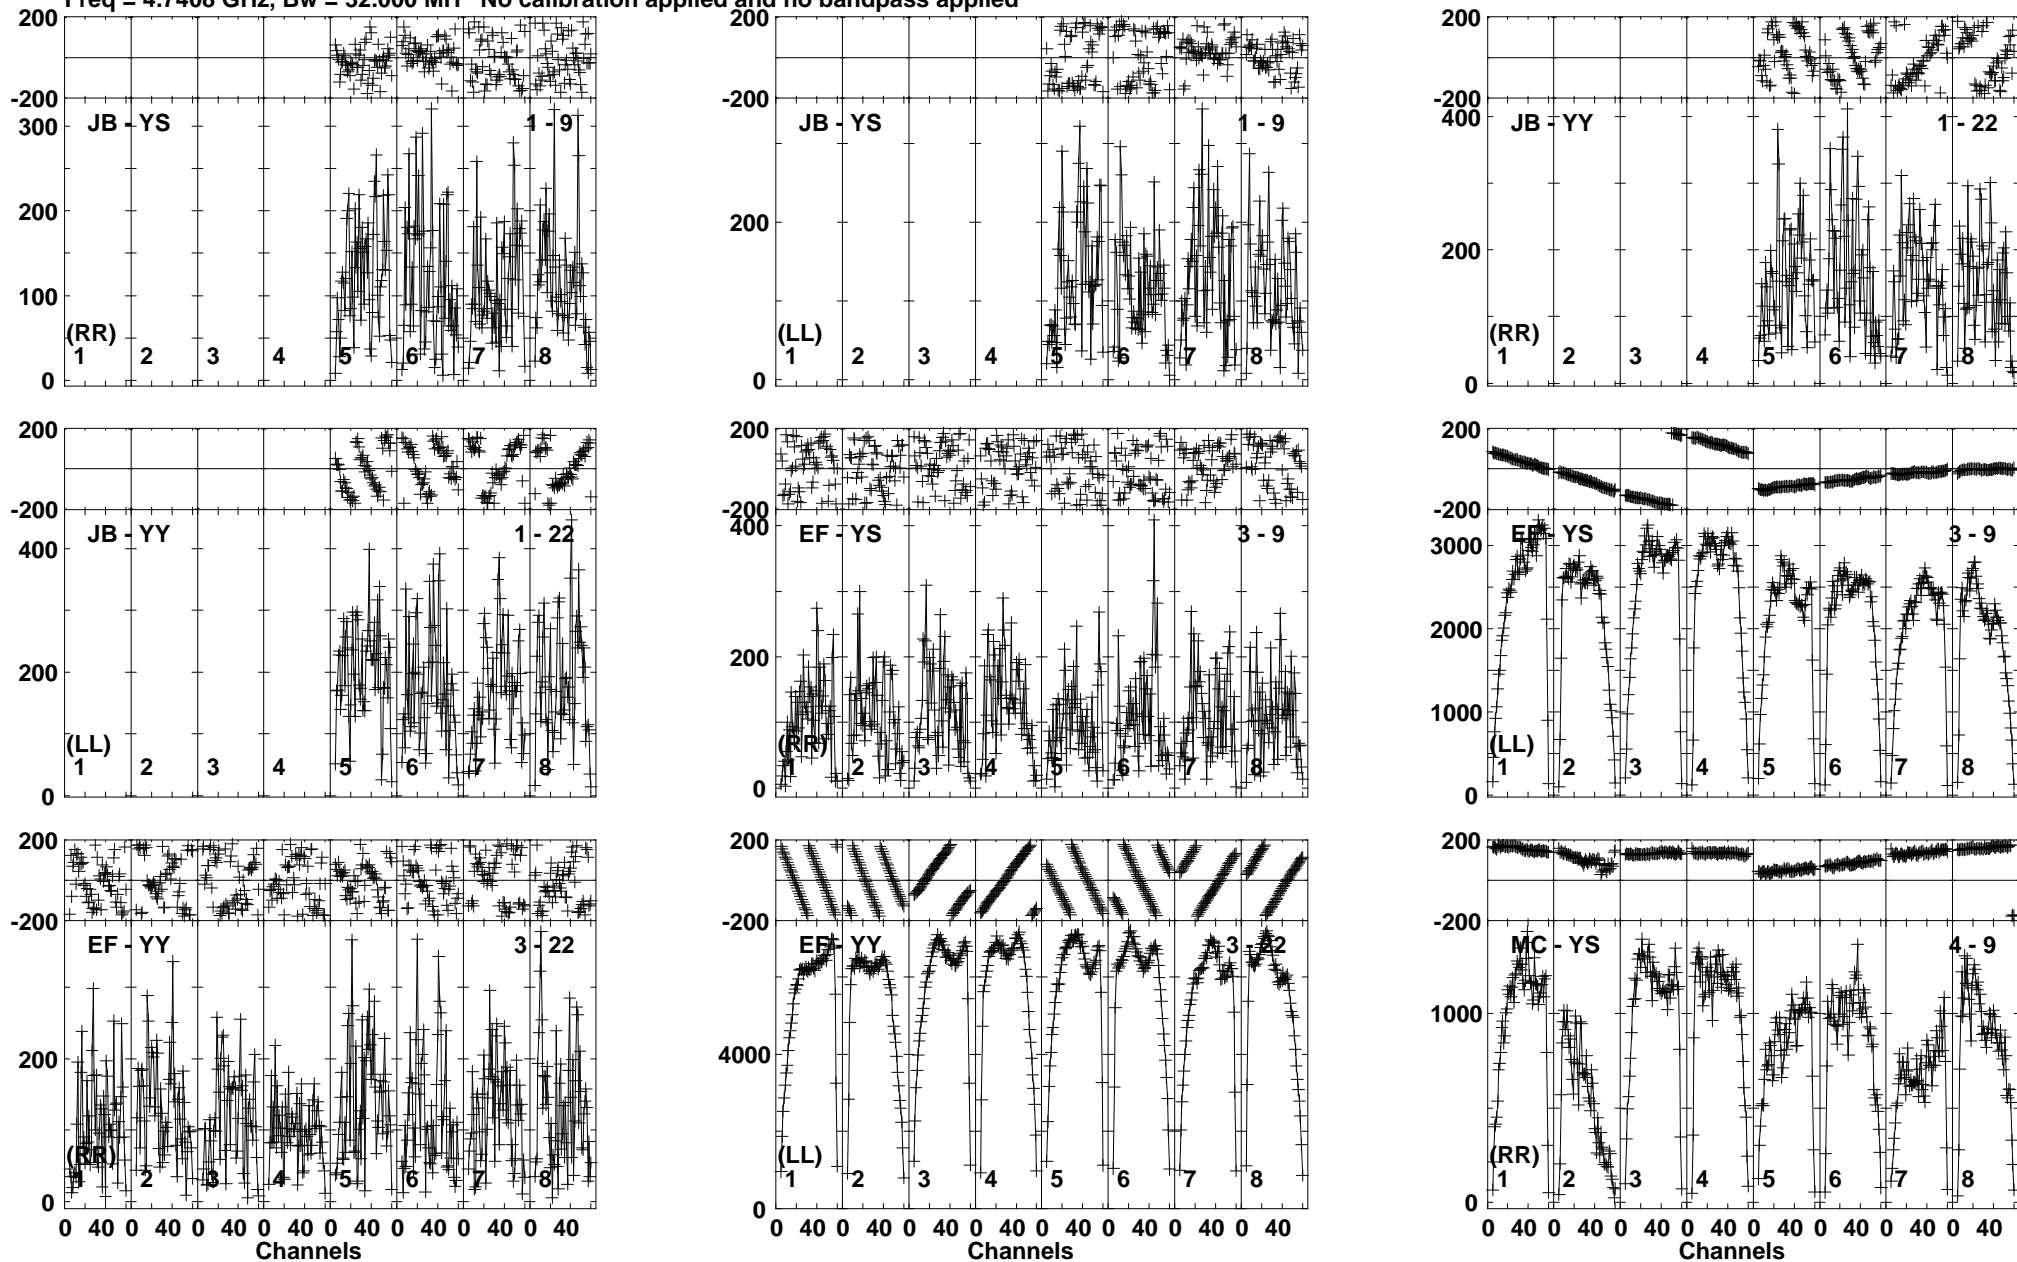 Freq = 4.7408 GHz, Bw = 32.000 MH No calibration applied and no bandpass applied
200 200 200
-200 -200 -200
JB - YS 1 - 9 JB - YS 1 - 9 JB - YY 1 - 22
300 400
200 200 200
100
(RR) (LL) (RR)
1 2 3 4 5 6 7 8 1 2 3 4 5 6 7 8 1 2 3 4 5 6 7 8
0 0 0
200 200 200
-200 -200 -200
JB - YY 1 - 22 EF - YS 3 - 9 EF - YS 3 - 9
400 400 3000
200 200 2000
1000
(LL) (RR) (LL)
1 2 3 4 5 6 7 8 1 2 3 4 5 6 7 8 1 2 3 4 5 6 7 8
0 0 0
200 200 200
-200 -200 -200
EF - YY 3 - 22 EF - YY 3 - 22 MC - YS 4 - 9
200 4000 1000
(RR) (LL) (RR)
1 2 3 4 5 6 7 8 1 2 3 4 5 6 7 8 1 2 3 4 5 6 7 8
0 0 0
0 40 0 40 0 40 0 40 0 40 0 40 0 40 0 40 0 40 0 40 0 40 0 40 0 40 0 40 0 40 0 40 0 40 0 40 0 40 0 40 0 40 0 40 0 40 0 40
Channels Channels Channels